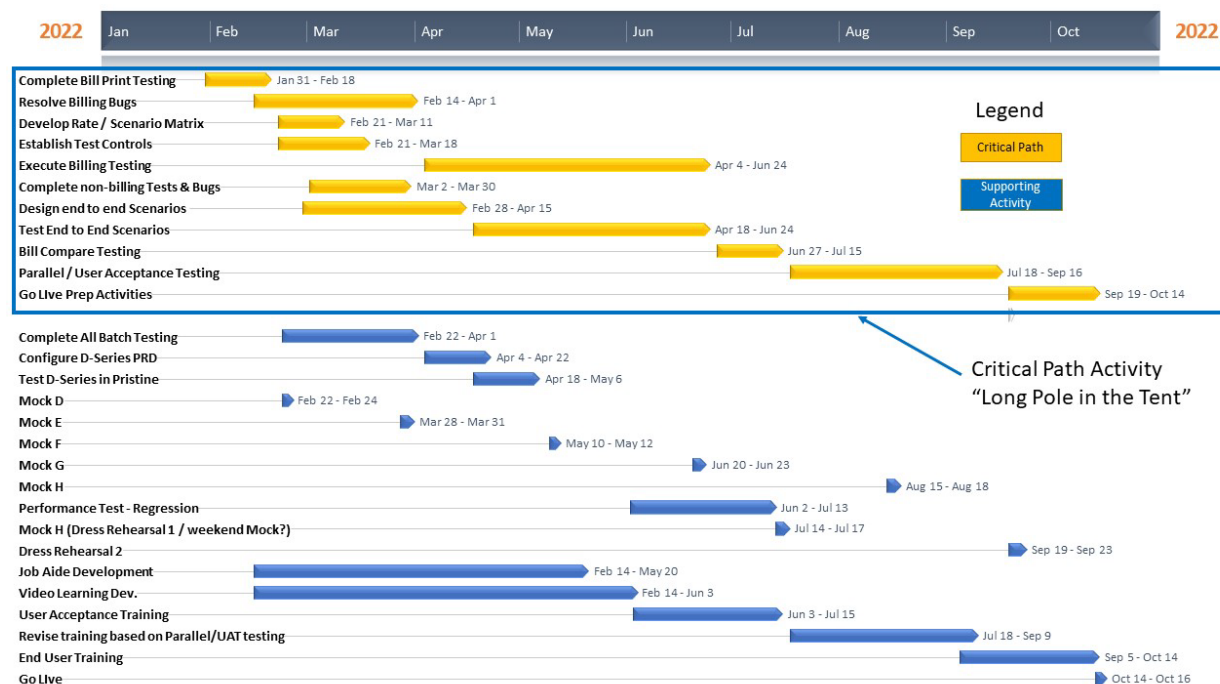 2022 Jan Feb Mar Apr May Jun Jul Aug Sep Oct 2022
Complete Bill Print Testing Jan 31 - Feb 18
Resolve Billing Bugs Feb 14 - Apr 1
Develop Rate / Scenario Matrix Feb 21 - Mar 11
Establish Test Controls Feb 21 - Mar 18
Execute Billing Testing Apr 4 - Jun 24
Complete non-billing Tests & Bugs Mar 2 - Mar 30
Design end to end Scenarios Feb 28 - Apr 15
Test End to End Scenarios Apr 18 - Jun 24
Bill Compare Testing Jun 27 - Jul 15
Parallel / User Acceptance Testing Jul 18 - Sep 16
Go LIve Prep Activities Sep 19 - Oct 14
Legend
Critical Path
Supporting
Activity
Complete All Batch Testing Feb 22 - Apr 1
Configure D-Series PRD Apr 4 - Apr 22
Test D-Series in Pristine Apr 18 - May 6
Mock D Feb 22 - Feb 24
Mock E Mar 28 - Mar 31
Mock F May 10 - May 12
Mock G Jun 20 - Jun 23
Mock H Aug 15 - Aug 18
Performance Test - Regression Jun 2 - Jul 13
Mock H (Dress Rehearsal 1 / weekend Mock?) Jul 14 - Jul 17
Dress Rehearsal 2 Sep 19 - Sep 23
Job Aide Development Feb 14 - May 20
Video Learning Dev. Feb 14 - Jun 3
User Acceptance Training Jun 3 - Jul 15
Revise training based on Parallel/UAT testing Jul 18 - Sep 9
End User Training Sep 5 - Oct 14
Go LIve Oct 14 - Oct 16
Critical Path Activity
“Long Pole in the Tent”